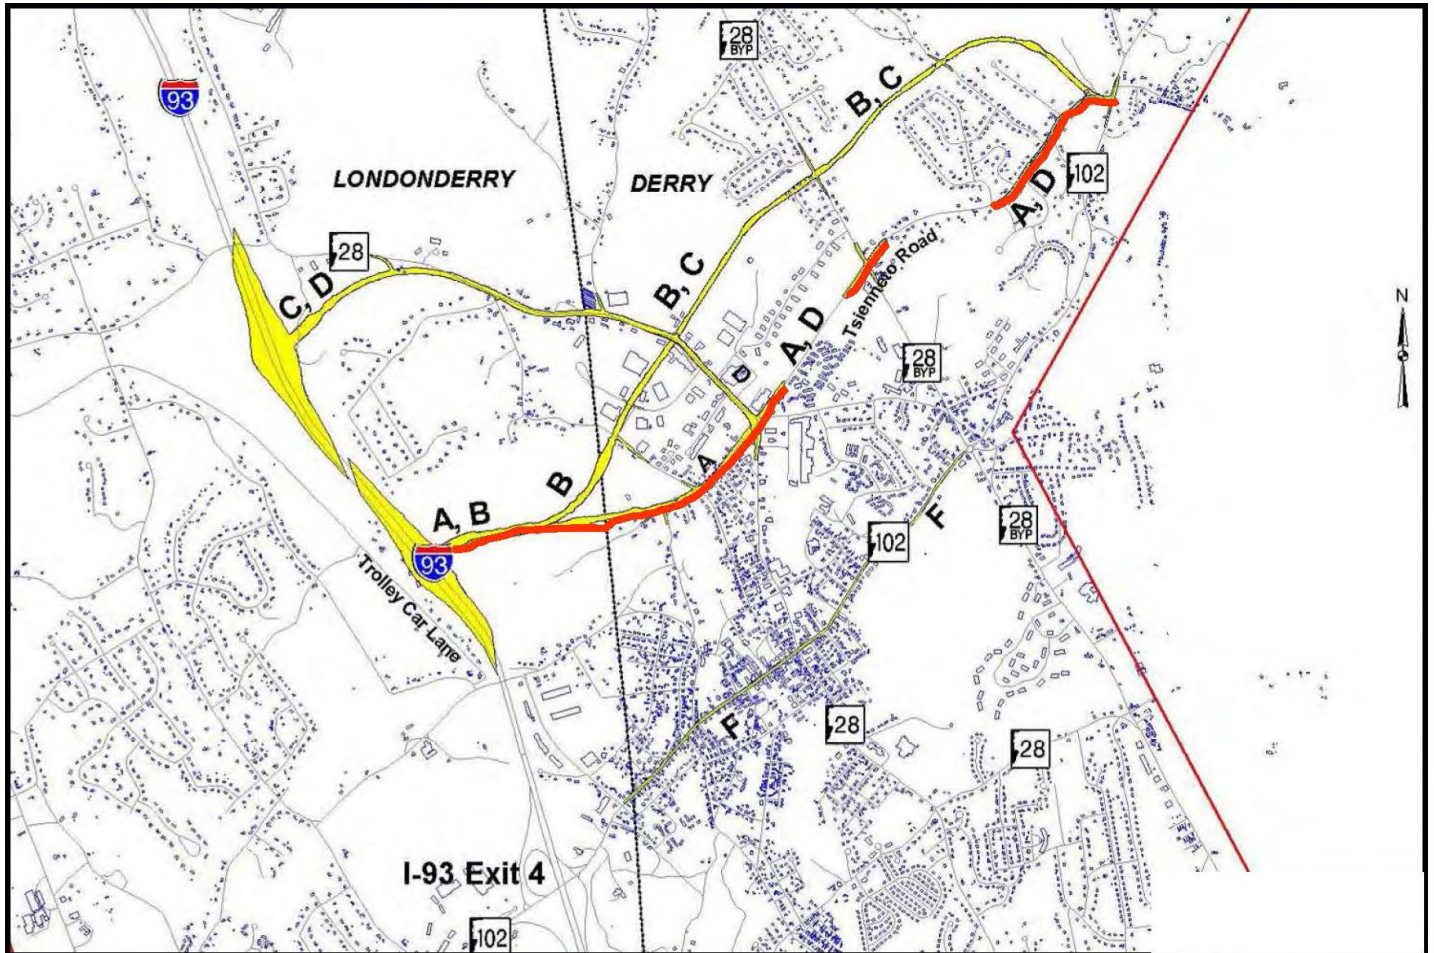 28
BYP
93
B, C
LONDONDERRY
DERRY
102
A, D
28
Tsienneto Road
C, D
B, C
N
A, D
28
BYP
D
A
B
A, B
F
28
BYP
102
93
Trolley Car Lane
F
28
28
I-93 Exit 4
102